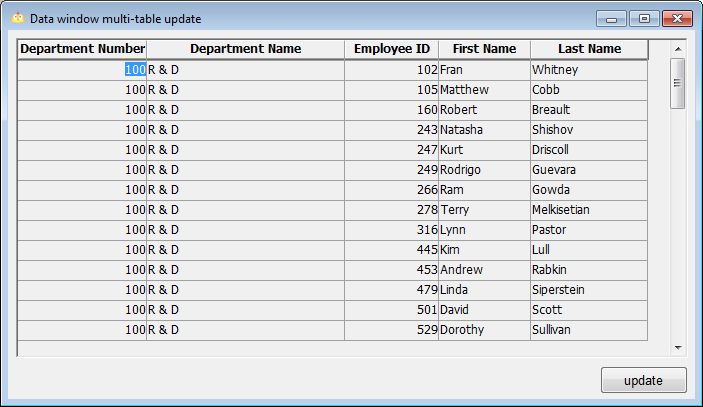 Data window multi-table update
Department Number Department Name Employee ID First Name Last Name
100 R & D 102 Fran Whitney
100 R & D 105 Matthew Cobb
100 R & D 160 Robert Breault
100 R & D 243 Natasha Shishov
100 R & D 247 Kurt Driscoll
100 R & D 249 Rodrigo Guevara
100 R & D 266 Ram Gowda
100 R & D 278 Terry Melkisetian
100 R & D 316 Lynn Pastor
100 R & D 445 Kim Lull
100 R & D 453 Andrew Rabkin
100 R & D 479 Linda Siperstein
100 R & D 501 David Scott
100 R & D 529 Dorothy Sullivan
update